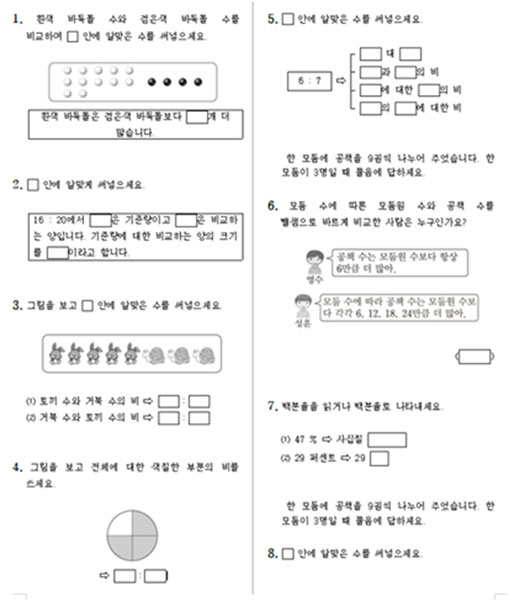 1. 흰색 바둑돌 수와 검은색 바둑돌 수를
비교하여 □ 안에 알맞은 수를 써넣으세요.
흰색 바둑돌은 검은색 바둑돌보다 □개 더
많습니다.
2. □ 안에 알맞게 써넣으세요.
16 : 20에서 □은 기준량이고 □은 비교하
는 양입니다. 기준량에 대한 비교하는 양의 크기
를 □이라고 합니다.
3. 그림을 보고 □ 안에 알맞은 수를 써넣으세요.
(1) 토끼 수와 거북 수의 비 ⇨ □ : □
(2) 거북 수와 토끼 수의 비 ⇨ □ : □
4. 그림을 보고 전체에 대한 색칠한 부분의 비를
쓰세요.
⇨ □ : □
5. □ 안에 알맞은 수를 써넣으세요.
6 : 7 ⇨
□ 대 □
□과 □의 비
□에 대한 □의 비
□의 □에 대한 비
한 모둠에 공책을 9권씩 나누어 주었습니다. 한
모둠이 3명일 때 물음에 답하세요.
6. 모둠 수에 따른 모둠원 수와 공책 수를
뺄셈으로 바르게 비교한 사람은 누구인가요?
공책 수는 모둠원 수보다 항상
6만큼 더 많아.
영수
모둠 수에 따라 공책 수는 모둠원 수보
다 각각 6, 12, 18, 24만큼 더 많아.
성훈
7. 백분율을 읽거나 백분율로 나타내세요.
(1) 47 % ⇨ 사십칠 □
(2) 29 퍼센트 ⇨ 29 □
한 모둠에 공책을 9권씩 나누어 주었습니다. 한
모둠이 3명일 때 물음에 답하세요.
8. □ 안에 알맞은 수를 써넣으세요.